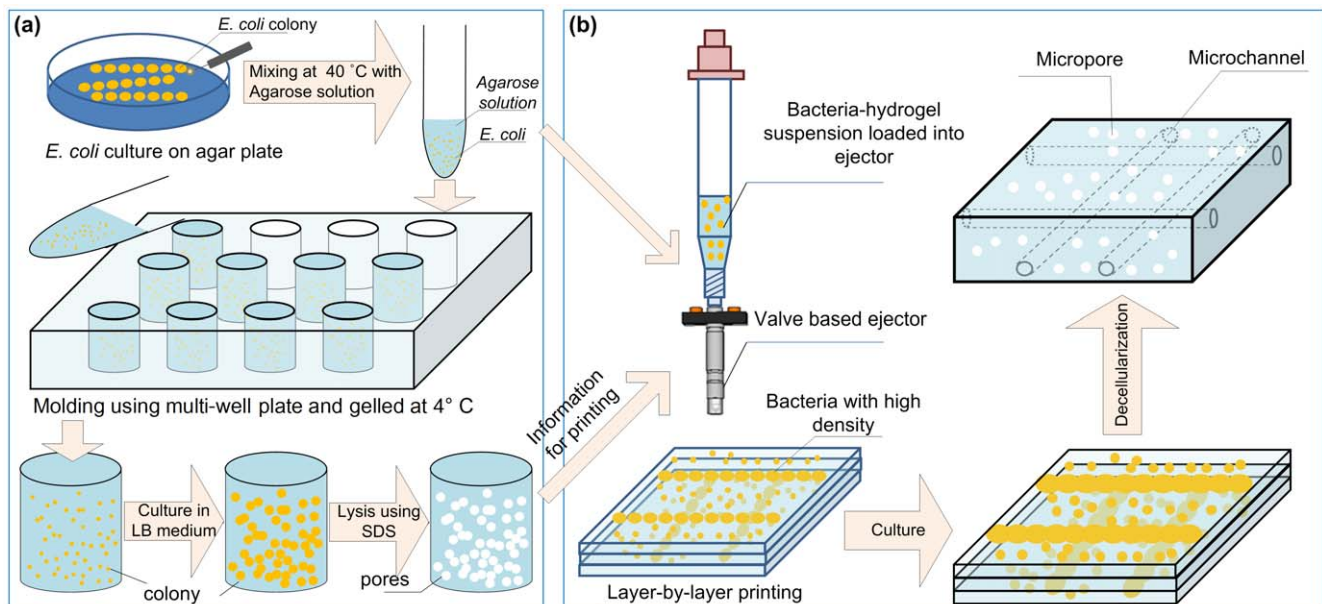 (a)
E. coli colony
Mixing at 40 °C with
Agarose solution
Agarose
solution
E. coli
E. coli culture on agar plate
Molding using multi-well plate and gelled at 4° C
Culture in
LB medium
Lysis using
SDS
colony
pores
(b)
Bacteria-hydrogel
suspension loaded into
ejector
Valve based ejector
Information
for printing
Bacteria with high
density
Layer-by-layer printing
Culture
Decellularization
Micropore
Microchannel